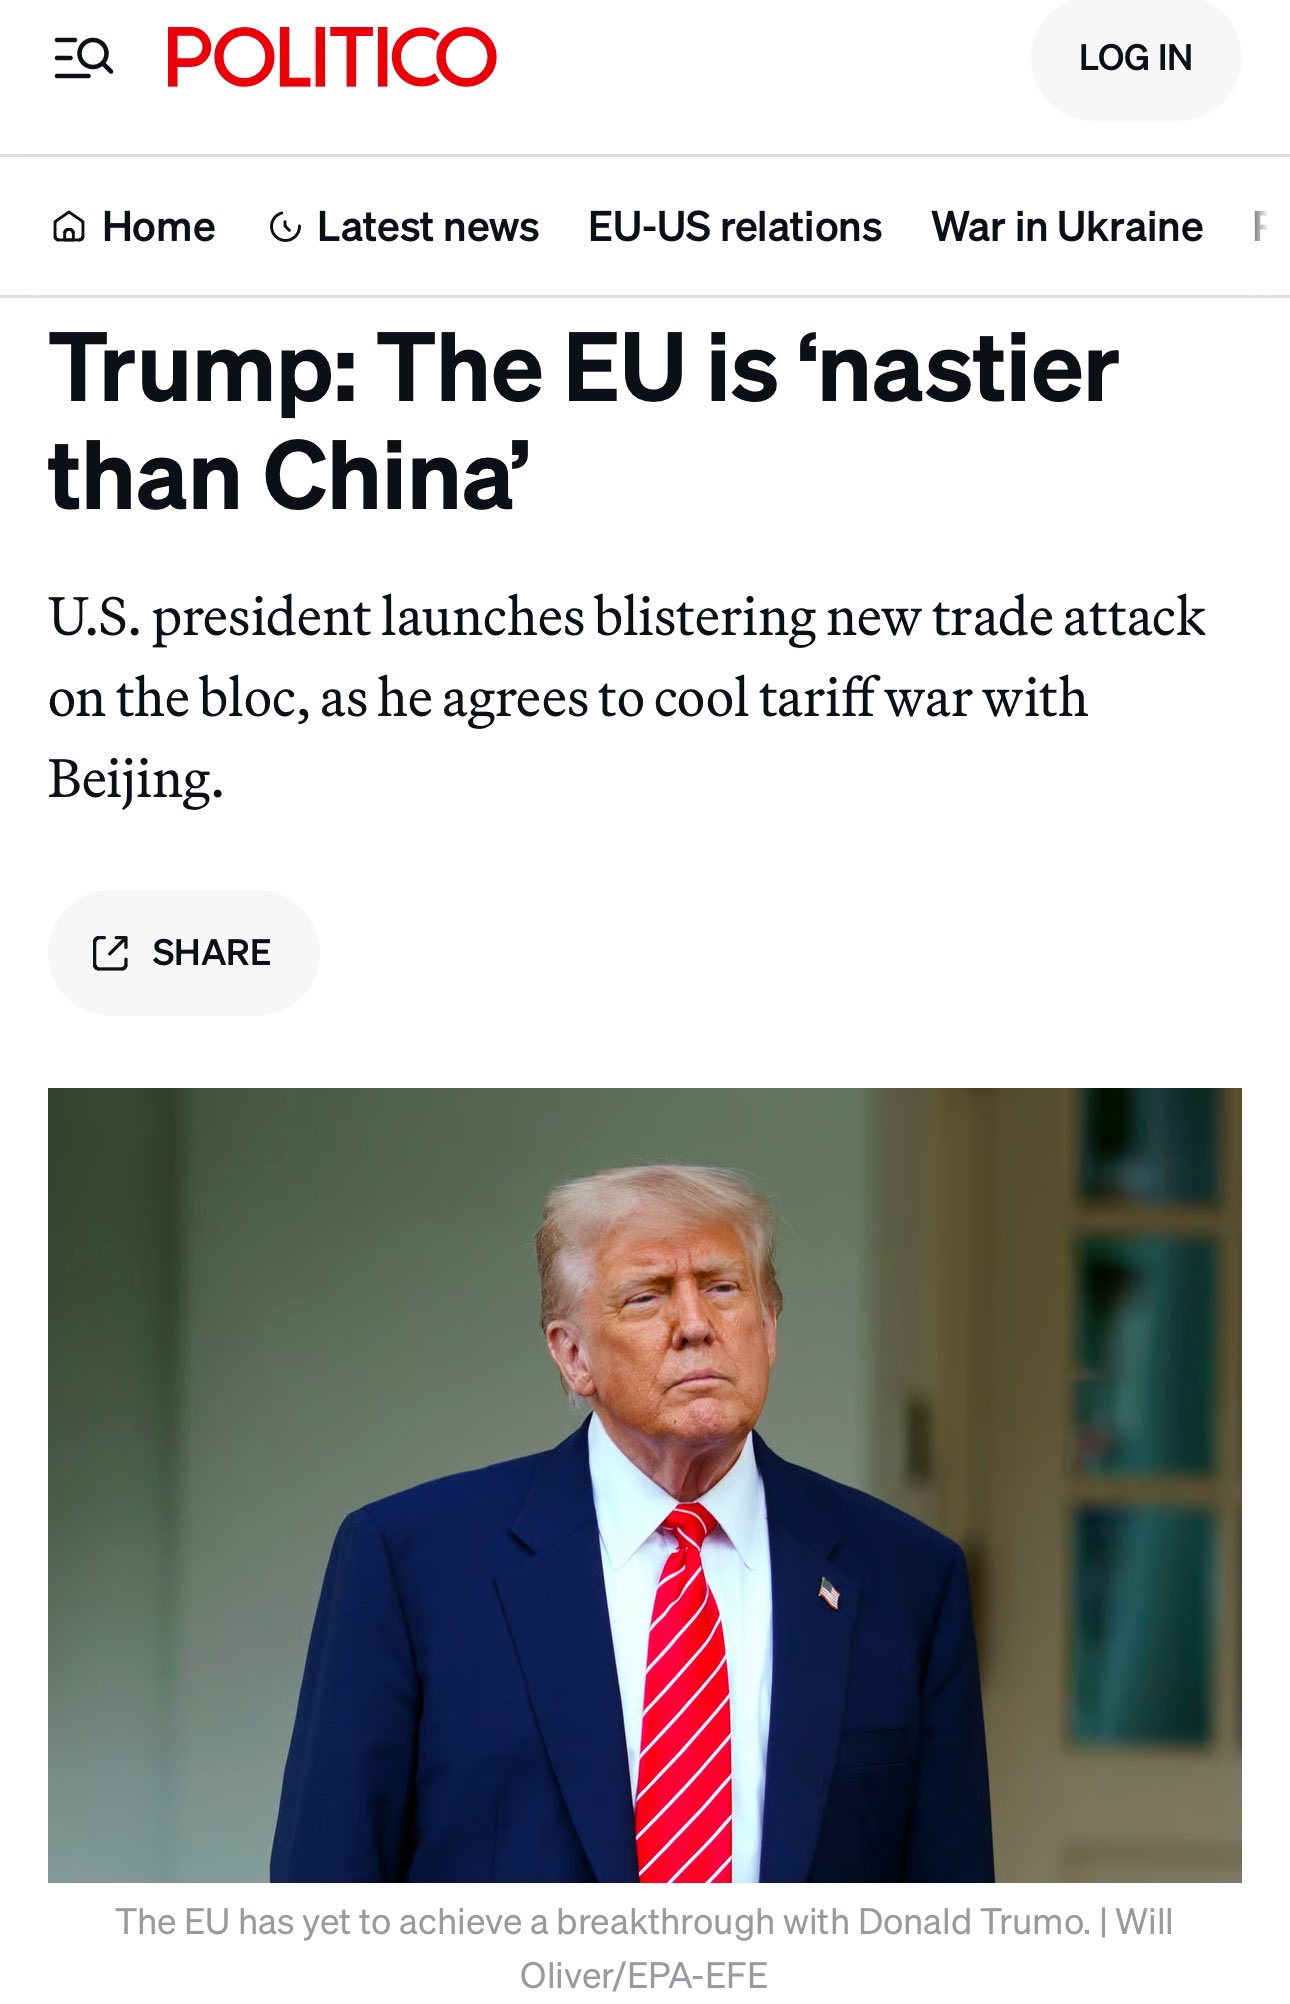 POLITICO
LOG IN
Home Latest news EU-US relations War in Ukraine
Trump: The EU is ‘nastier
than China’
U.S. president launches blistering new trade attack
on the bloc, as he agrees to cool tariff war with
Beijing.
SHARE
The EU has yet to achieve a breakthrough with Donald Trumo. | Will
Oliver/EPA-EFE